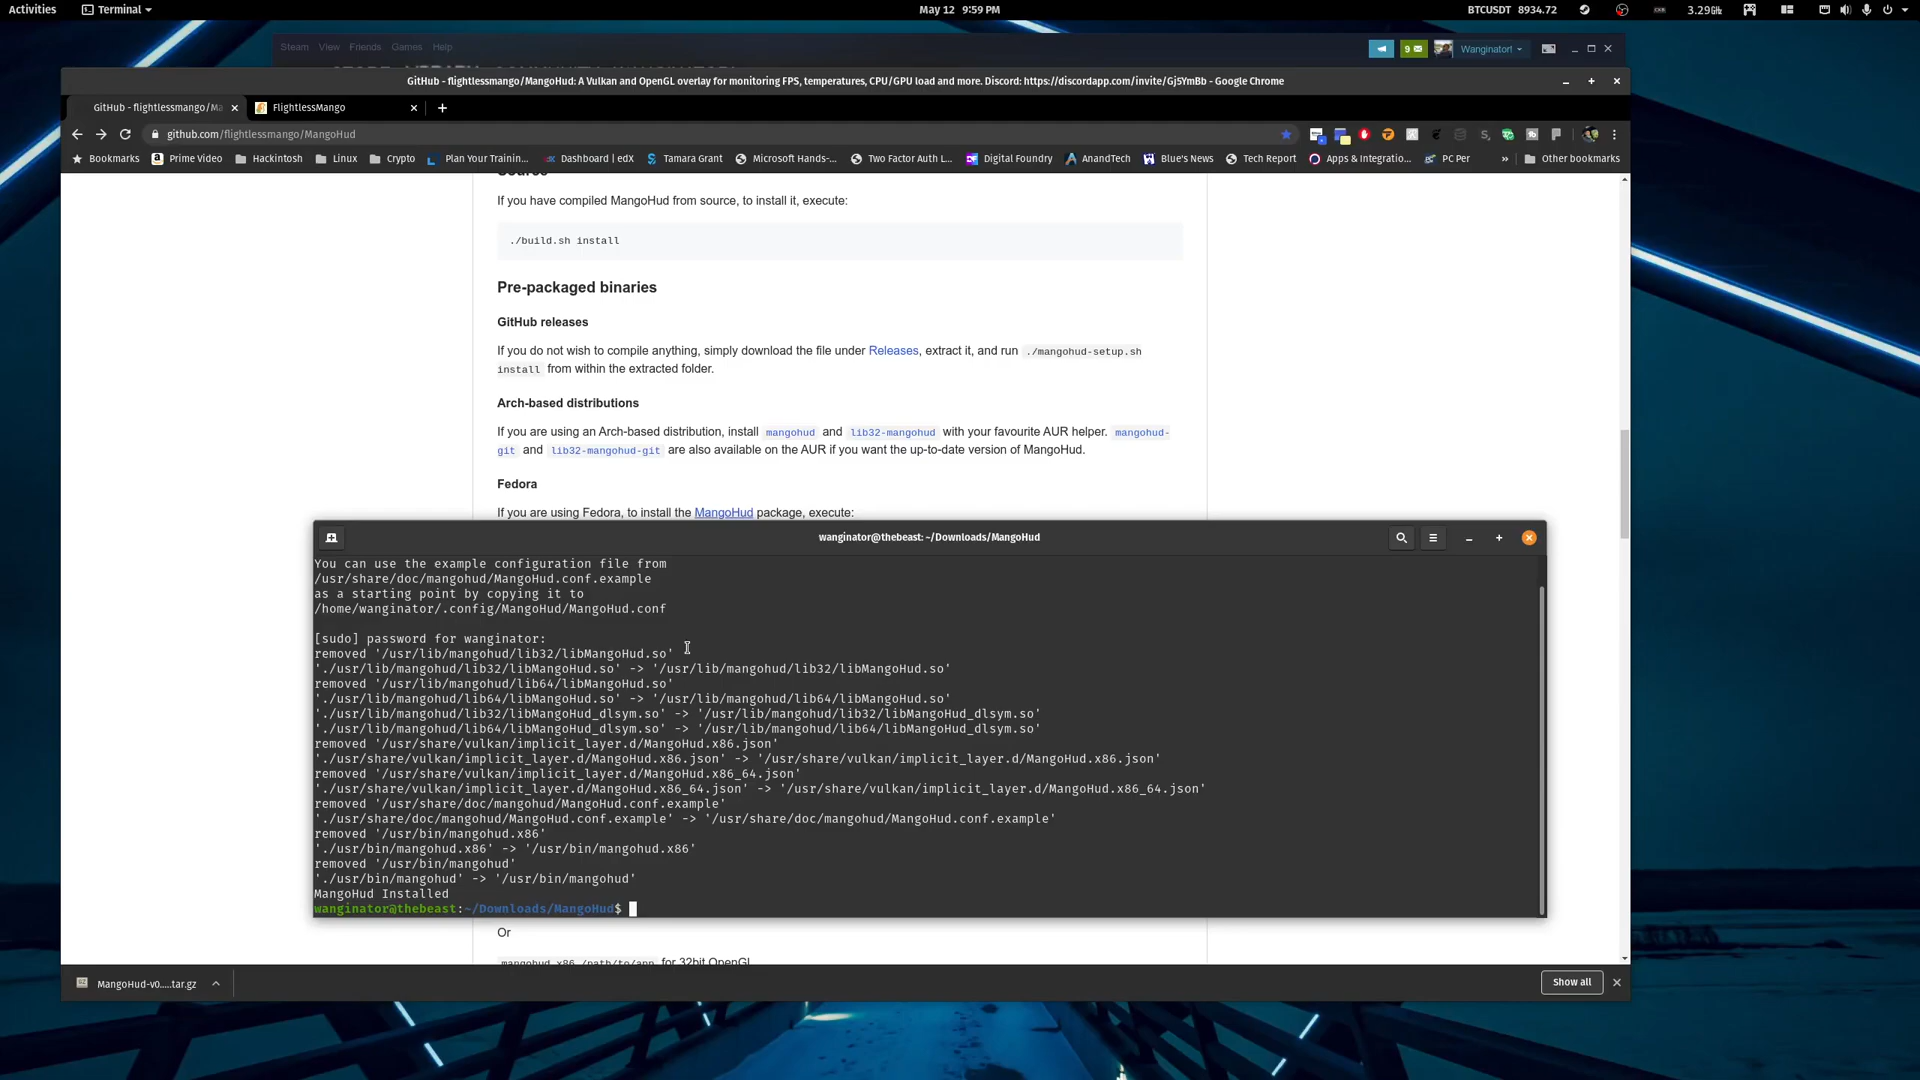 Activities
Terminal
May 12 9:59 PM
BTCUSDT 8934.72
3.29GHz
Steam View Friends Games Help
9
Wanginator!
GitHub - flightlessmango/MangoHud: A Vulkan and OpenGL overlay for monitoring FPS, temperatures, CPU/GPU load and more. Discord: https://discordapp.com/invite/Gj5YmBb - Google Chrome
GitHub - flightlessmango/Ma
FlightlessMango
github.com/flightlessmango/MangoHud
Bookmarks Prime Video Hackintosh Linux Crypto Plan Your Trainin... Dashboard | edX Tamara Grant Microsoft Hands-... Two Factor Auth L... Digital Foundry AnandTech Blue's News Tech Report Apps & Integratio... PC Per » Other bookmarks
Source
If you have compiled MangoHud from source, to install it, execute:
./build.sh install
Pre-packaged binaries
GitHub releases
If you do not wish to compile anything, simply download the file under Releases, extract it, and run ./mangohud-setup.sh
install from within the extracted folder.
Arch-based distributions
If you are using an Arch-based distribution, install mangohud and lib32-mangohud with your favourite AUR helper. mangohud-
git and lib32-mangohud-git are also available on the AUR if you want the up-to-date version of MangoHud.
Fedora
If you are using Fedora, to install the MangoHud package, execute:
wanginator@thebeast: ~/Downloads/MangoHud
You can use the example configuration file from
/usr/share/doc/mangohud/MangoHud.conf.example
as a starting point by copying it to
/home/wanginator/.config/MangoHud/MangoHud.conf
[sudo] password for wanginator:
removed '/usr/lib/mangohud/lib32/libMangoHud.so'
'./usr/lib/mangohud/lib32/libMangoHud.so' -> '/usr/lib/mangohud/lib32/libMangoHud.so'
removed '/usr/lib/mangohud/lib64/libMangoHud.so'
'./usr/lib/mangohud/lib64/libMangoHud.so' -> '/usr/lib/mangohud/lib64/libMangoHud.so'
'./usr/lib/mangohud/lib32/libMangoHud_dlsym.so' -> '/usr/lib/mangohud/lib32/libMangoHud_dlsym.so'
'./usr/lib/mangohud/lib64/libMangoHud_dlsym.so' -> '/usr/lib/mangohud/lib64/libMangoHud_dlsym.so'
removed '/usr/share/vulkan/implicit_layer.d/MangoHud.x86.json'
'./usr/share/vulkan/implicit_layer.d/MangoHud.x86.json' -> '/usr/share/vulkan/implicit_layer.d/MangoHud.x86.json'
removed '/usr/share/vulkan/implicit_layer.d/MangoHud.x86_64.json'
'./usr/share/vulkan/implicit_layer.d/MangoHud.x86_64.json' -> '/usr/share/vulkan/implicit_layer.d/MangoHud.x86_64.json'
removed '/usr/share/doc/mangohud/MangoHud.conf.example'
'./usr/share/doc/mangohud/MangoHud.conf.example' -> '/usr/share/doc/mangohud/MangoHud.conf.example'
removed '/usr/bin/mangohud.x86'
'./usr/bin/mangohud.x86' -> '/usr/bin/mangohud.x86'
removed '/usr/bin/mangohud'
'./usr/bin/mangohud' -> '/usr/bin/mangohud'
MangoHud Installed
wanginator@thebeast:~/Downloads/MangoHud$
Or
mangohud.x86 /path/to/app for 32bit OpenGL
MangoHud-v0.....tar.gz
Show all